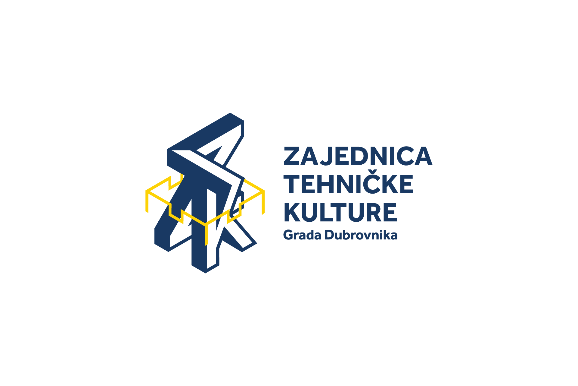 ZAJEDNICA
TEHNIČKE
KULTURE
Grada Dubrovnika